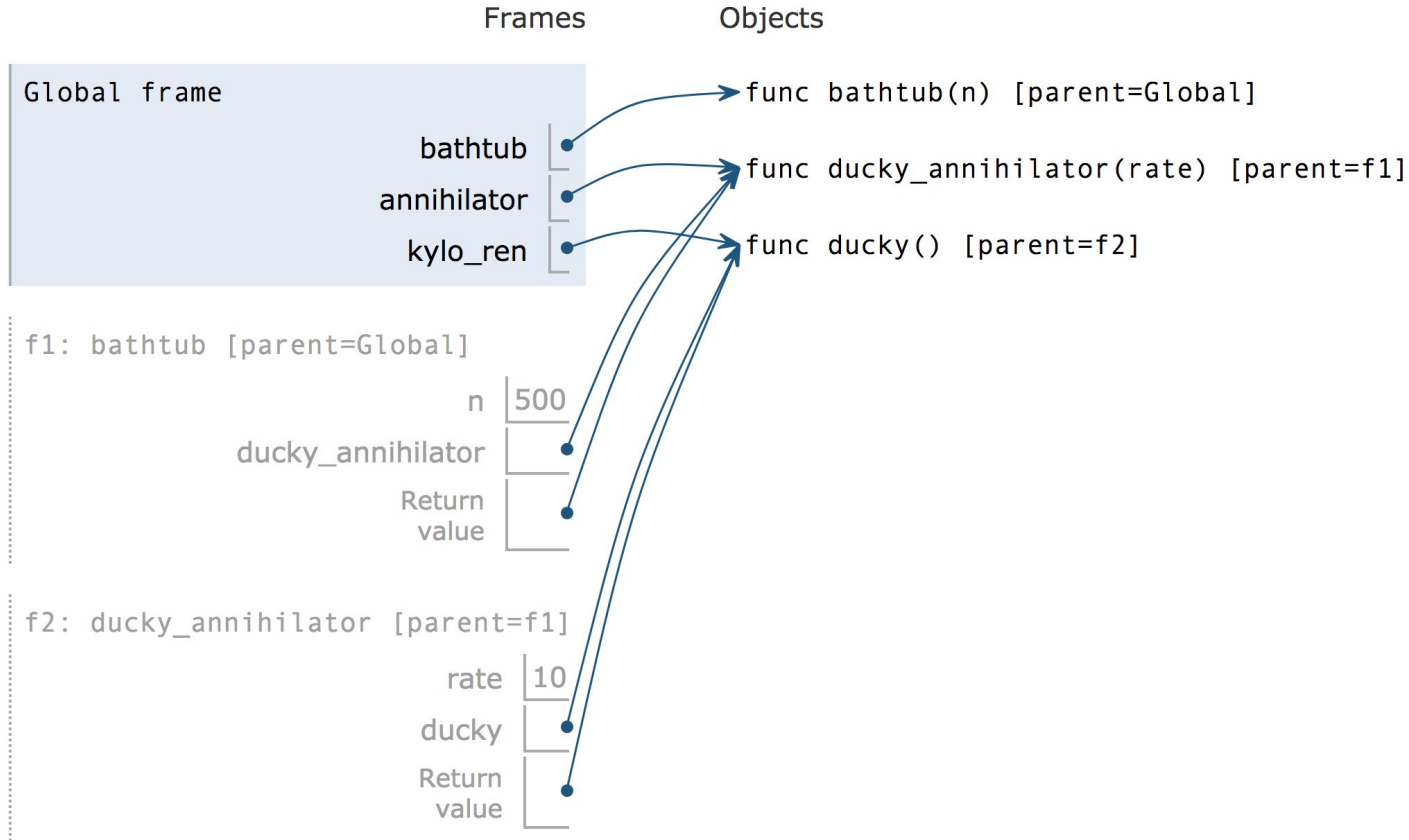 Frames Objects
Global frame
bathtub
annihilator
kylo_ren
func bathtub(n) [parent=Global]
func ducky_annihilator(rate) [parent=f1]
func ducky() [parent=f2]
f1: bathtub [parent=Global]
n 500
ducky_annihilator
Return
value
f2: ducky_annihilator [parent=f1]
rate 10
ducky
Return
value